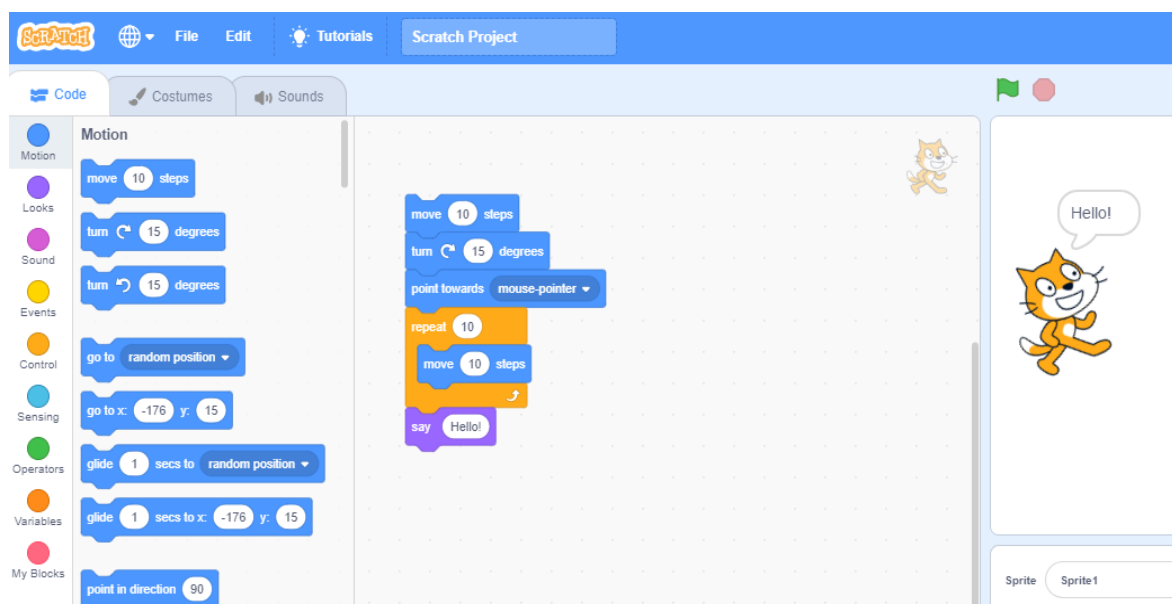 SCRATCH File Edit Tutorials Scratch Project
Code Costumes Sounds
Motion
Looks
Sound
Events
Control
Sensing
Operators
Variables
My Blocks
Motion
move 10 steps
turn 15 degrees
turn 15 degrees
go to random position
go to x: -176 y: 15
glide 1 secs to random position
glide 1 secs to x: -176 y: 15
point in direction 90
move 10 steps
turn 15 degrees
point towards mouse-pointer
repeat 10
move 10 steps
say Hello!
Hello!
Sprite Sprite1